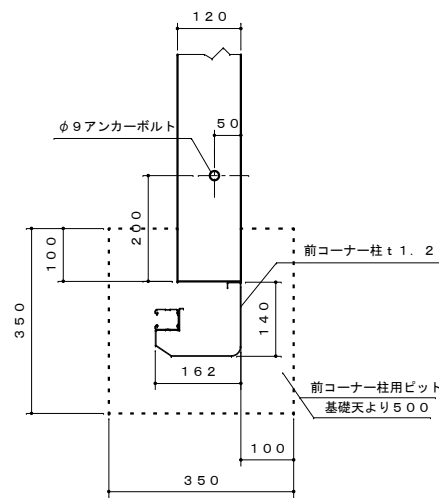 １２０
５０
φ９アンカーボルト
２００
１００
３５０
前コーナー柱ｔ１．２
１４０
１６２
前コーナー柱用ピット
基礎天より５００
１００
３５０